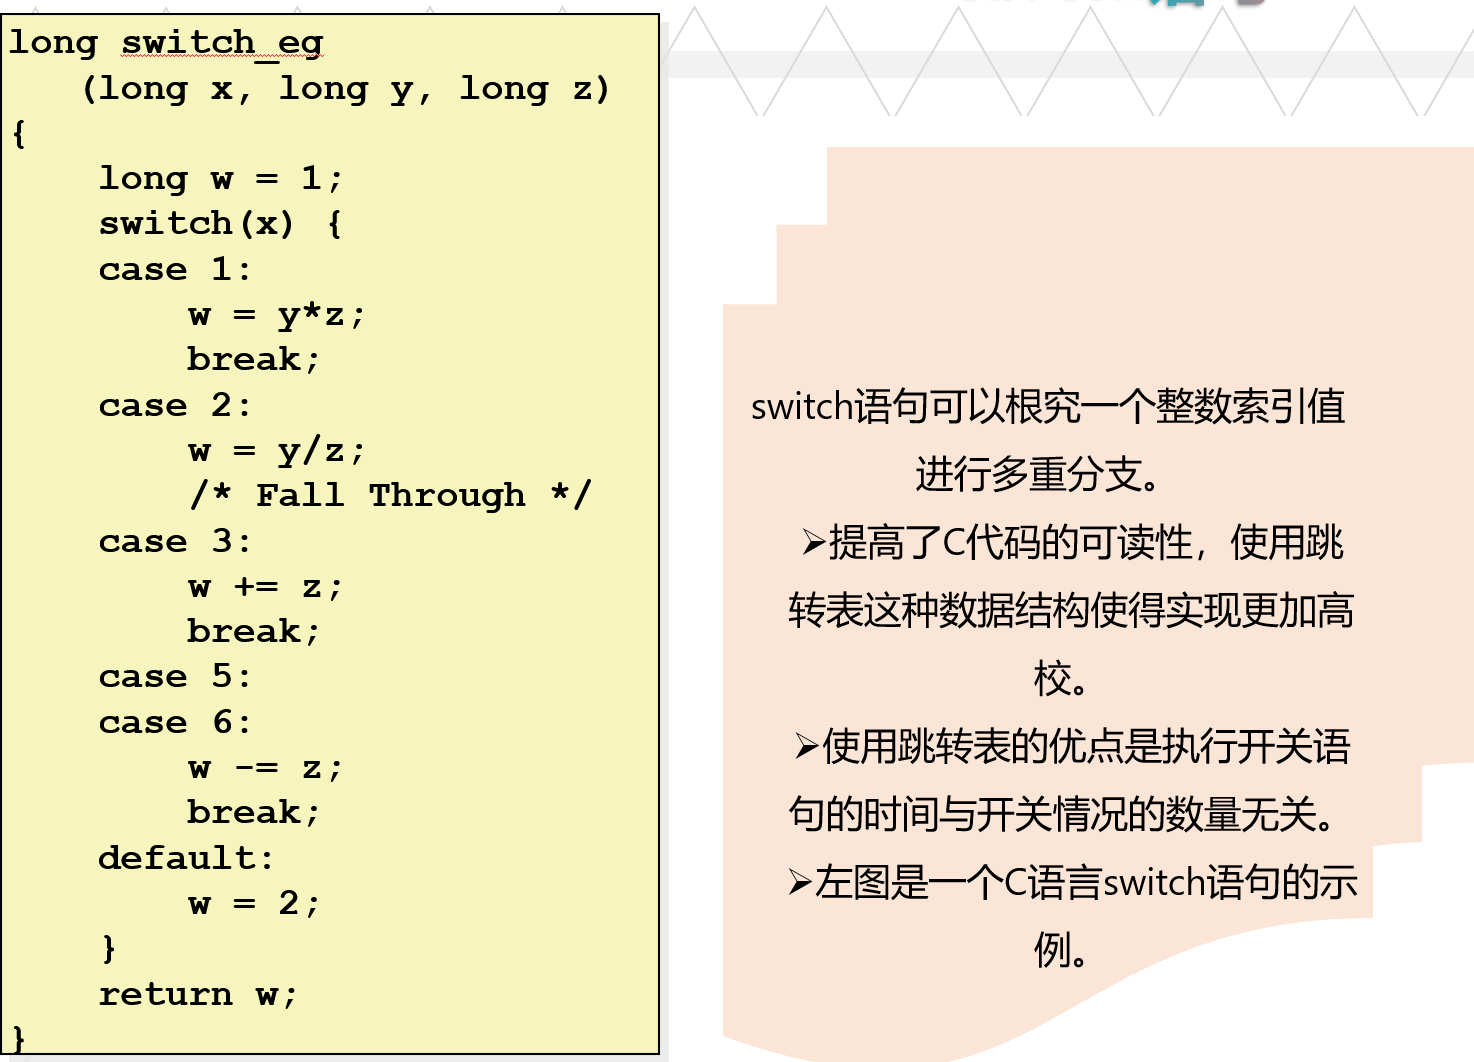 long switch_eg
(long x, long y, long z)
{
long w = 1;
switch(x) {
case 1:
w = y*z;
break;
case 2:
w = y/z;
/* Fall Through */
case 3:
w += z;
break;
case 5:
case 6:
w -= z;
break;
default:
w = 2;
}
return w;
}
switch语句可以根究一个整数索引值
进行多重分支。
➢提高了C代码的可读性，使用跳
转表这种数据结构使得实现更加高
校。
➢使用跳转表的优点是执行开关语
句的时间与开关情况的数量无关。
➢左图是一个C语言switch语句的示
例。